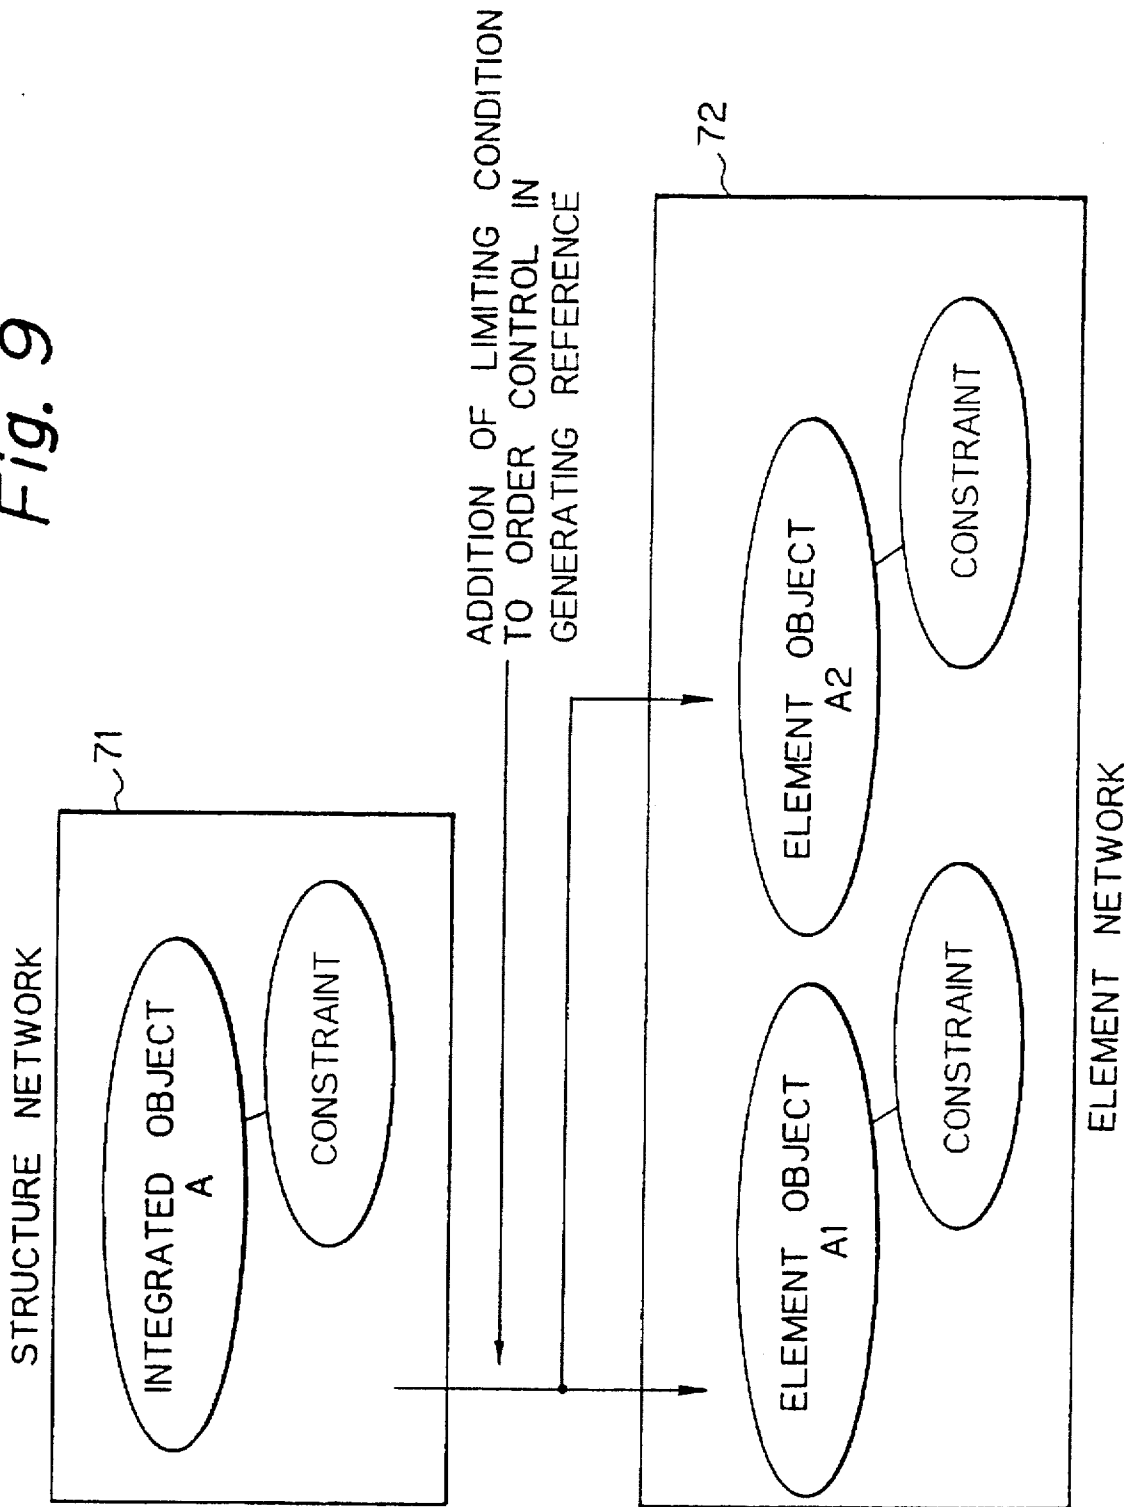 Fig. 9
STRUCTURE NETWORK
71
INTEGRATED OBJECT
A
CONSTRAINT
ADDITION OF LIMITING CONDITION
TO ORDER CONTROL IN
GENERATING REFERENCE
72
ELEMENT OBJECT
A1
CONSTRAINT
ELEMENT OBJECT
A2
CONSTRAINT
ELEMENT NETWORK